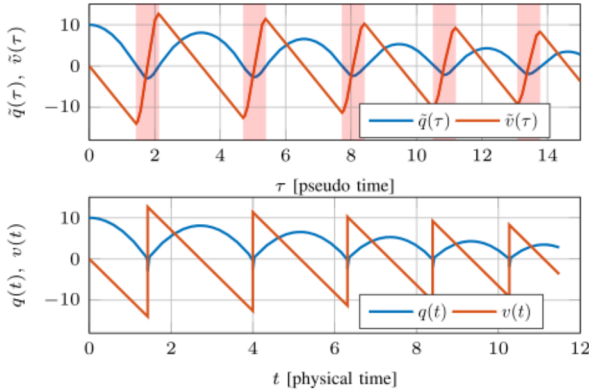 10
0
−10
q̃(τ), ṽ(τ)
q̃(τ) ṽ(τ)
0 2 4 6 8 10 12 14
τ [pseudo time]
10
0
−10
q(t), v(t)
q(t) v(t)
0 2 4 6 8 10 12
t [physical time]